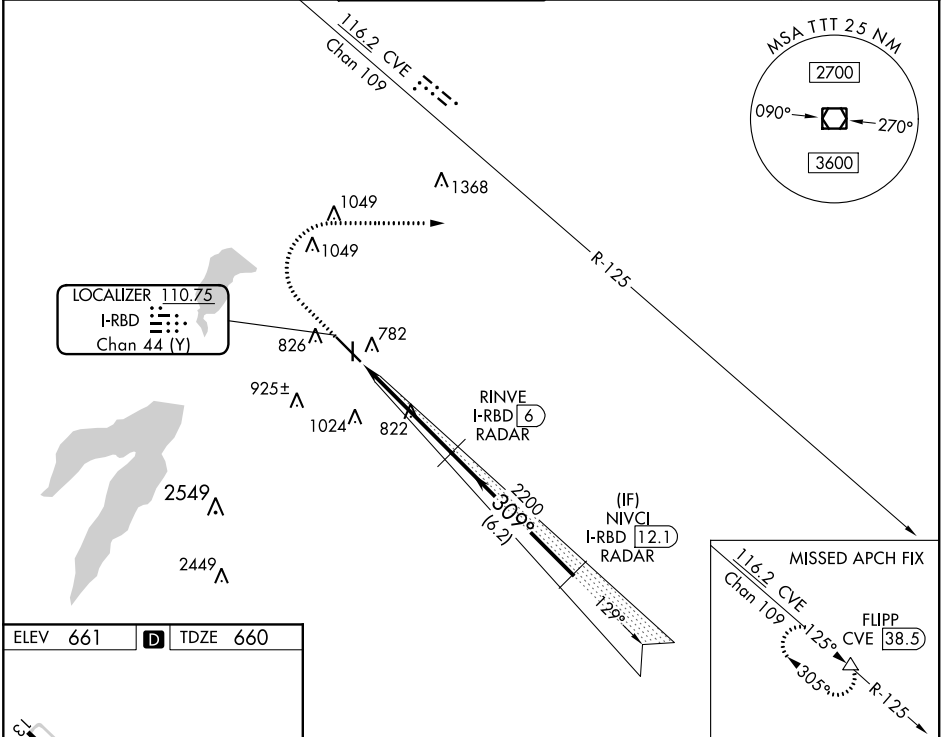 116.2 CVE
Chan 109
MSA TTT 25 NM
2700
090°
270°
3600
1368
1049
1049
R-125
LOCALIZER 110.75
I-RBD
Chan 44 (Y)
826
782
925±
1024
822
RINVE
I-RBD 6
RADAR
2200
309°
(6.2)
(IF)
NIVCI
I-RBD 12.1
RADAR
129°
2549
2449
MISSED APCH FIX
116.2 CVE
Chan 109
125°
FLIPP
CVE 38.5
305°
R-125
ELEV 661 D TDZE 660
13